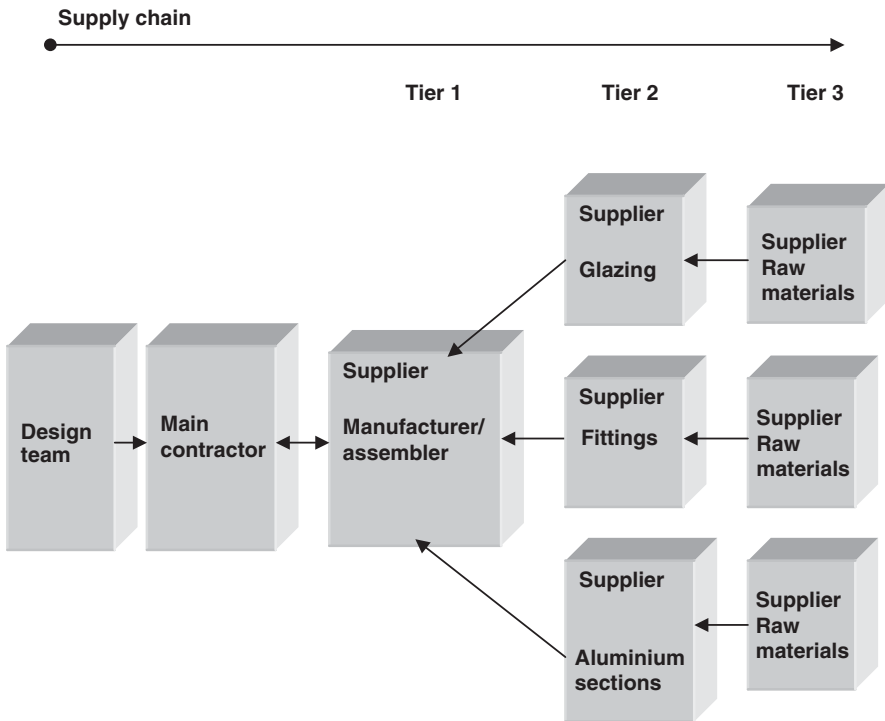 Supply chain
Tier 1
Tier 2
Tier 3
Design
team
Main
contractor
Supplier
Manufacturer/
assembler
Supplier
Glazing
Supplier
Raw
materials
Supplier
Fittings
Supplier
Raw
materials
Supplier
Aluminium
sections
Supplier
Raw
materials